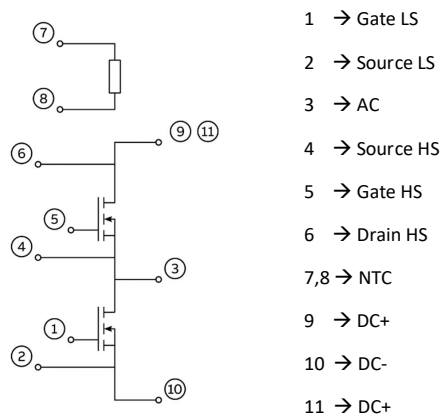 7
8
9 11
6
5
4
3
1
2
10
1 → Gate LS
2 → Source LS
3 → AC
4 → Source HS
5 → Gate HS
6 → Drain HS
7,8 → NTC
9 → DC+
10 → DC-
11 → DC+